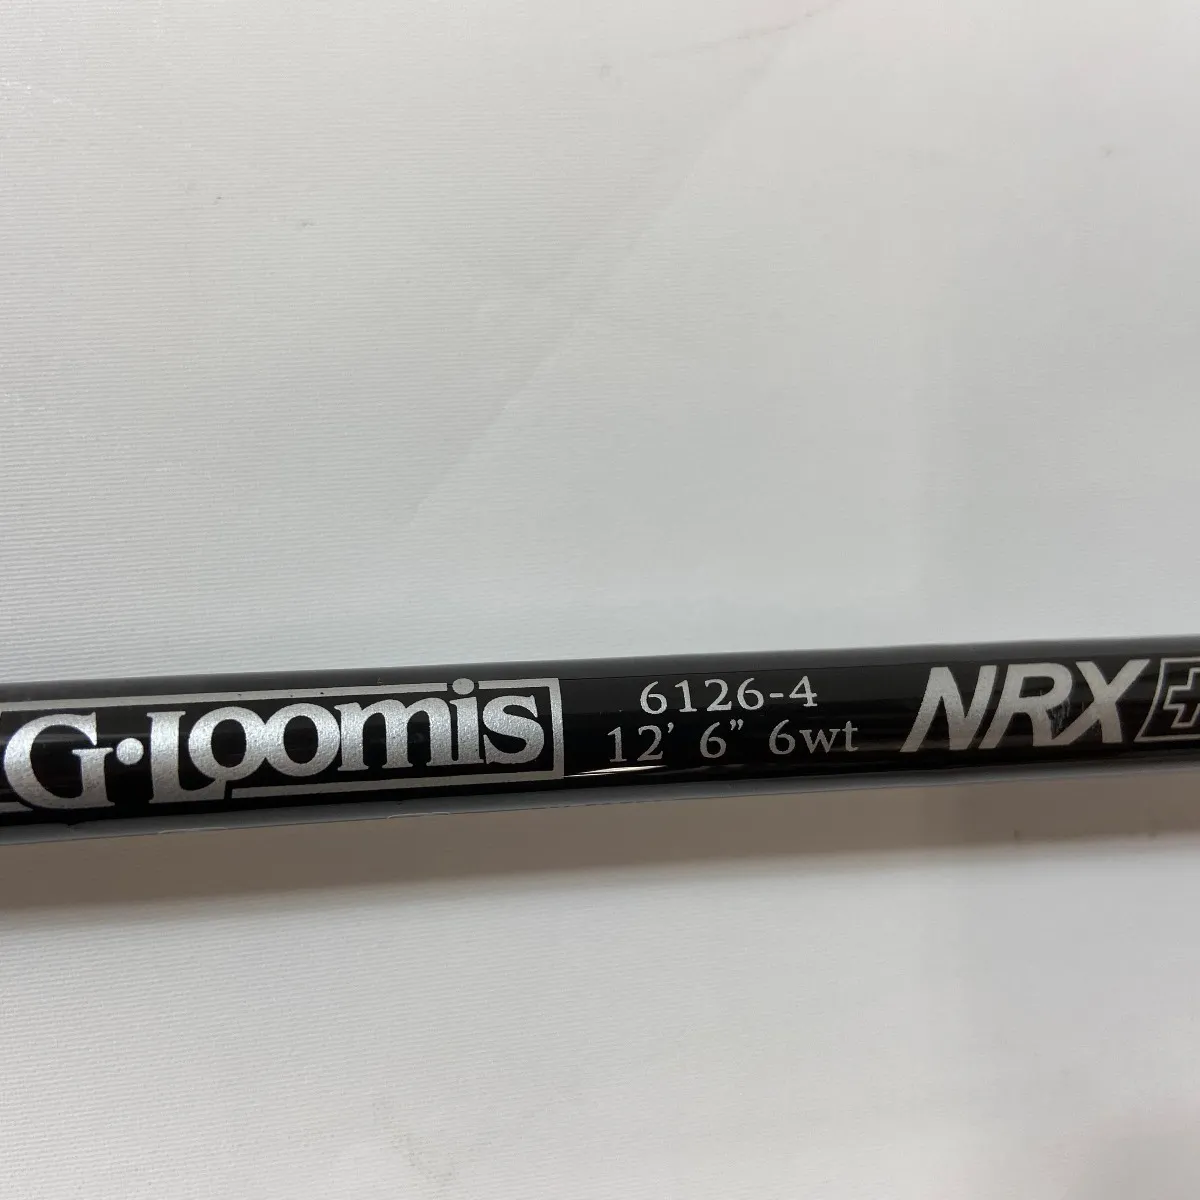 G·Loomis
6126-4
12' 6" 6wt
NRX+